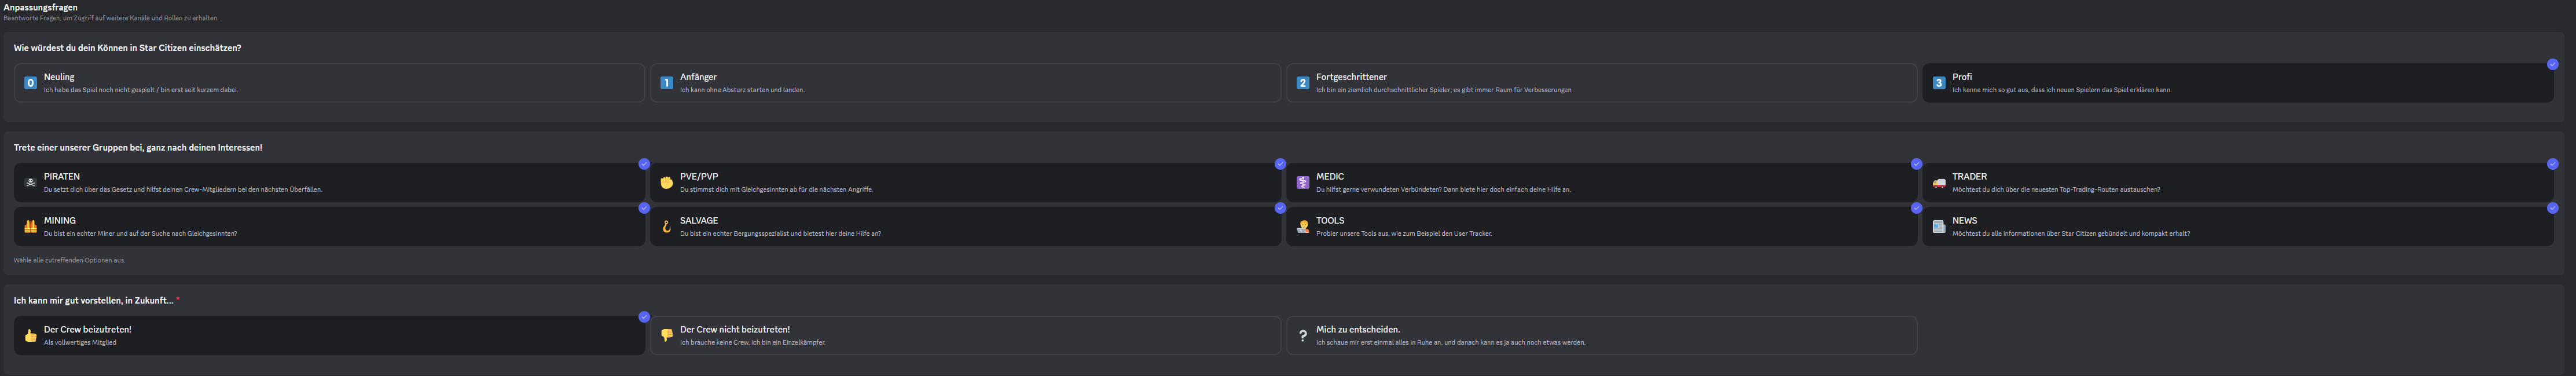 Anpassungsfragen
Beantworte Fragen, um Zugriff auf weitere Kanäle und Rollen zu erhalten.
Wie würdest du dein Können in Star Citizen einschätzen?
0 Neuling
Ich habe das Spiel noch nicht gespielt / bin erst seit kurzem dabei.
1 Anfänger
Ich kann ohne Absturz starten und landen.
2 Fortgeschrittener
Ich bin ein ziemlich durchschnittlicher Spieler; es gibt immer Raum für Verbesserungen
3 Profi
Ich kenne mich so gut aus, dass ich neuen Spielern das Spiel erklären kann.
Trete einer unserer Gruppen bei, ganz nach deinen Interessen!
PIRATEN
Du setzt dich über das Gesetz und hilfst deinen Crew-Mitgliedern bei den nächsten Überfällen.
PVE/PVP
Du stimmst dich mit Gleichgesinnten ab für die nächsten Angriffe.
MEDIC
Du hilfst gerne verwundeten Verbündeten? Dann biete hier doch einfach deine Hilfe an.
TRADER
Möchtest du dich über die neuesten Top-Trading-Routen austauschen?
MINING
Du bist ein echter Miner und auf der Suche nach Gleichgesinnten?
SALVAGE
Du bist ein echter Bergungsspezialist und bietest hier deine Hilfe an?
TOOLS
Probier unsere Tools aus, wie zum Beispiel den User Tracker.
NEWS
Möchtest du alle Informationen über Star Citizen gebündelt und kompakt erhalt?
Wähle alle zutreffenden Optionen aus.
Ich kann mir gut vorstellen, in Zukunft... *
Der Crew beizutreten!
Als vollwertiges Mitglied
Der Crew nicht beizutreten!
Ich brauche keine Crew, ich bin ein Einzelkämpfer.
? Mich zu entscheiden.
Ich schaue mir erst einmal alles in Ruhe an, und danach kann es ja auch noch etwas werden.